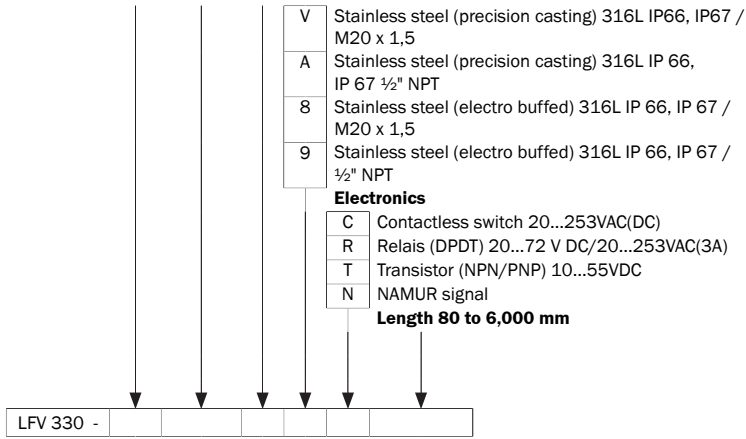 V Stainless steel (precision casting) 316L IP66, IP67 /
M20 x 1,5
A Stainless steel (precision casting) 316L IP 66,
IP 67 ½" NPT
8 Stainless steel (electro buffed) 316L IP 66, IP 67 /
M20 x 1,5
9 Stainless steel (electro buffed) 316L IP 66, IP 67 /
½" NPT
Electronics
C Contactless switch 20...253VAC(DC)
R Relais (DPDT) 20...72 V DC/20...253VAC(3A)
T Transistor (NPN/PNP) 10...55VDC
N NAMUR signal
Length 80 to 6,000 mm
LFV 330 -